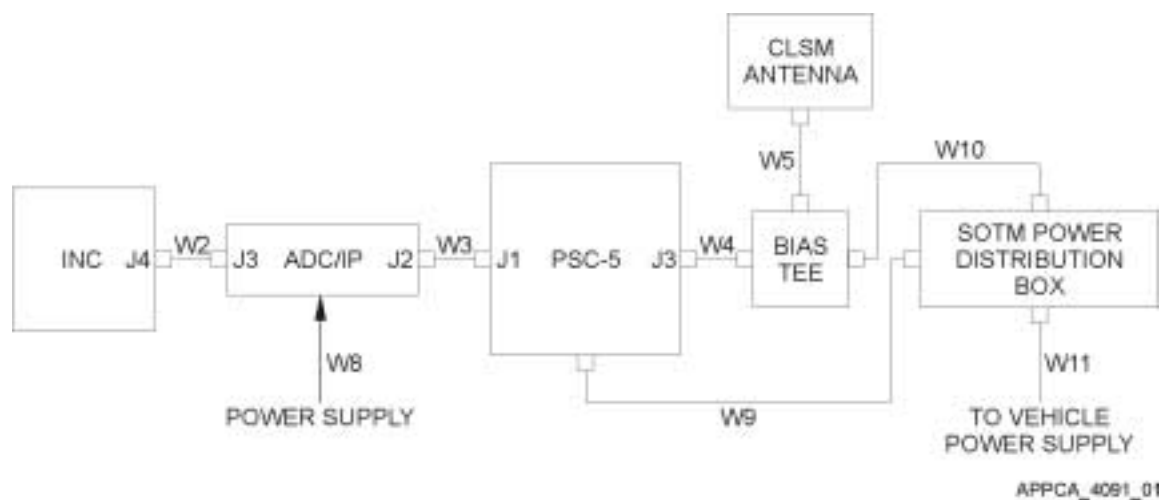 CLSM
ANTENNA
W5
W10
INC
J4
W2
J3
ADC/IP
J2
W3
J1
PSC-5
J3
W4
BIAS
TEE
SOTM POWER
DISTRIBUTION
BOX
W8
POWER SUPPLY
W9
W11
TO VEHICLE
POWER SUPPLY
APPCA_4091_01